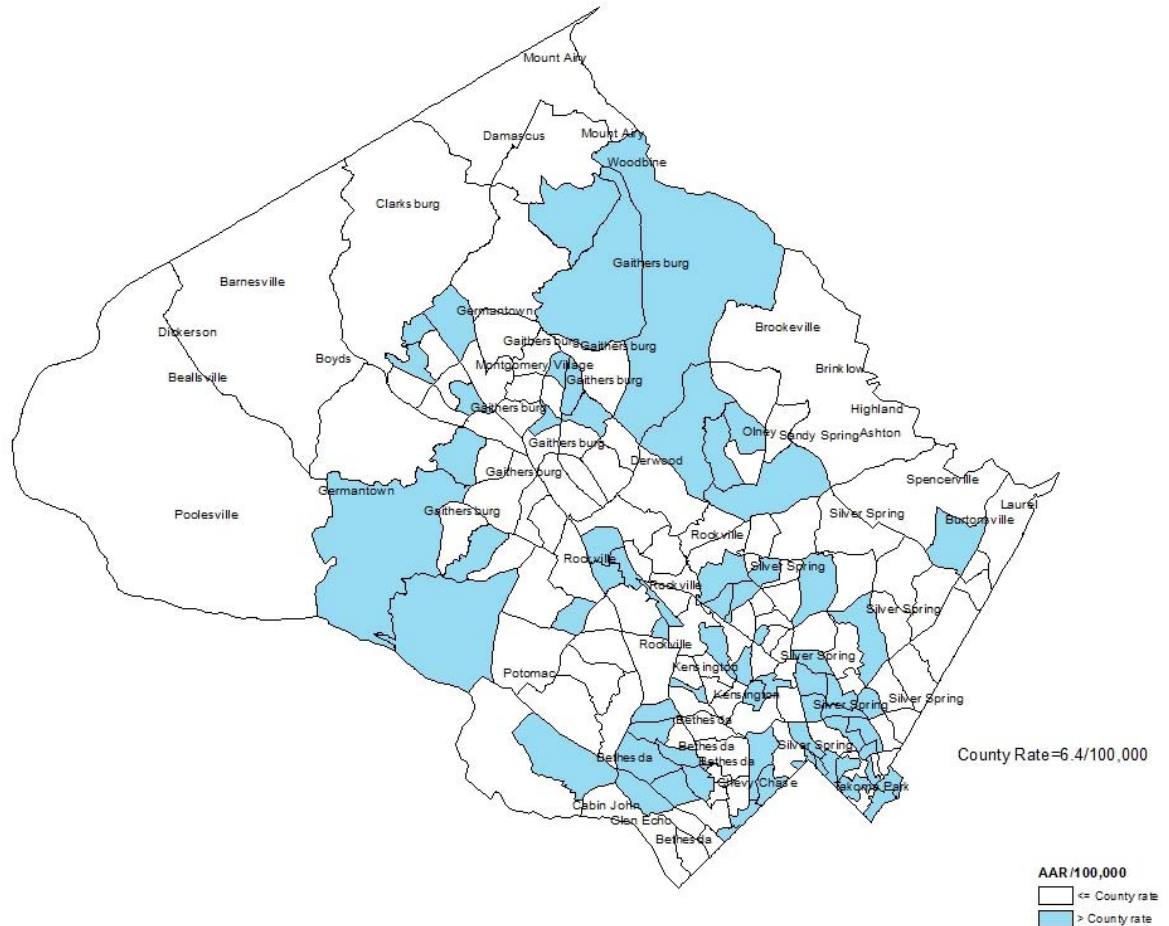 Mount Airy
Damascus
Mount Airy
Woodbine
Clarksburg
Gaithersburg
Barnesville
Germantown
Brookeville
Dickerson
Gaithersburg
Gaithersburg
Boyds
Montgomery Village
Brinklow
Beallsville
Gaithersburg
Gaithersburg
Highland
Olney
Sandy Spring
Ashton
Gaithersburg
Derwood
Gaithersburg
Spencerville
Germantown
Laurel
Poolesville
Gaithersburg
Silver Spring
Burtonsville
Rockville
Rockville
Silver Spring
Rockville
Silver Spring
Rockville
Silver Spring
Potomac
Kensington
Kensington
Silver Spring
Silver Spring
Bethesda
Bethesda
Silver Spring
Bethesda
Bethesda
County Rate=6.4/100,000
Chevy Chase
Takoma Park
Cabin John
Glen Echo
Bethesda
AAR/100,000
<= County rate
> County rate